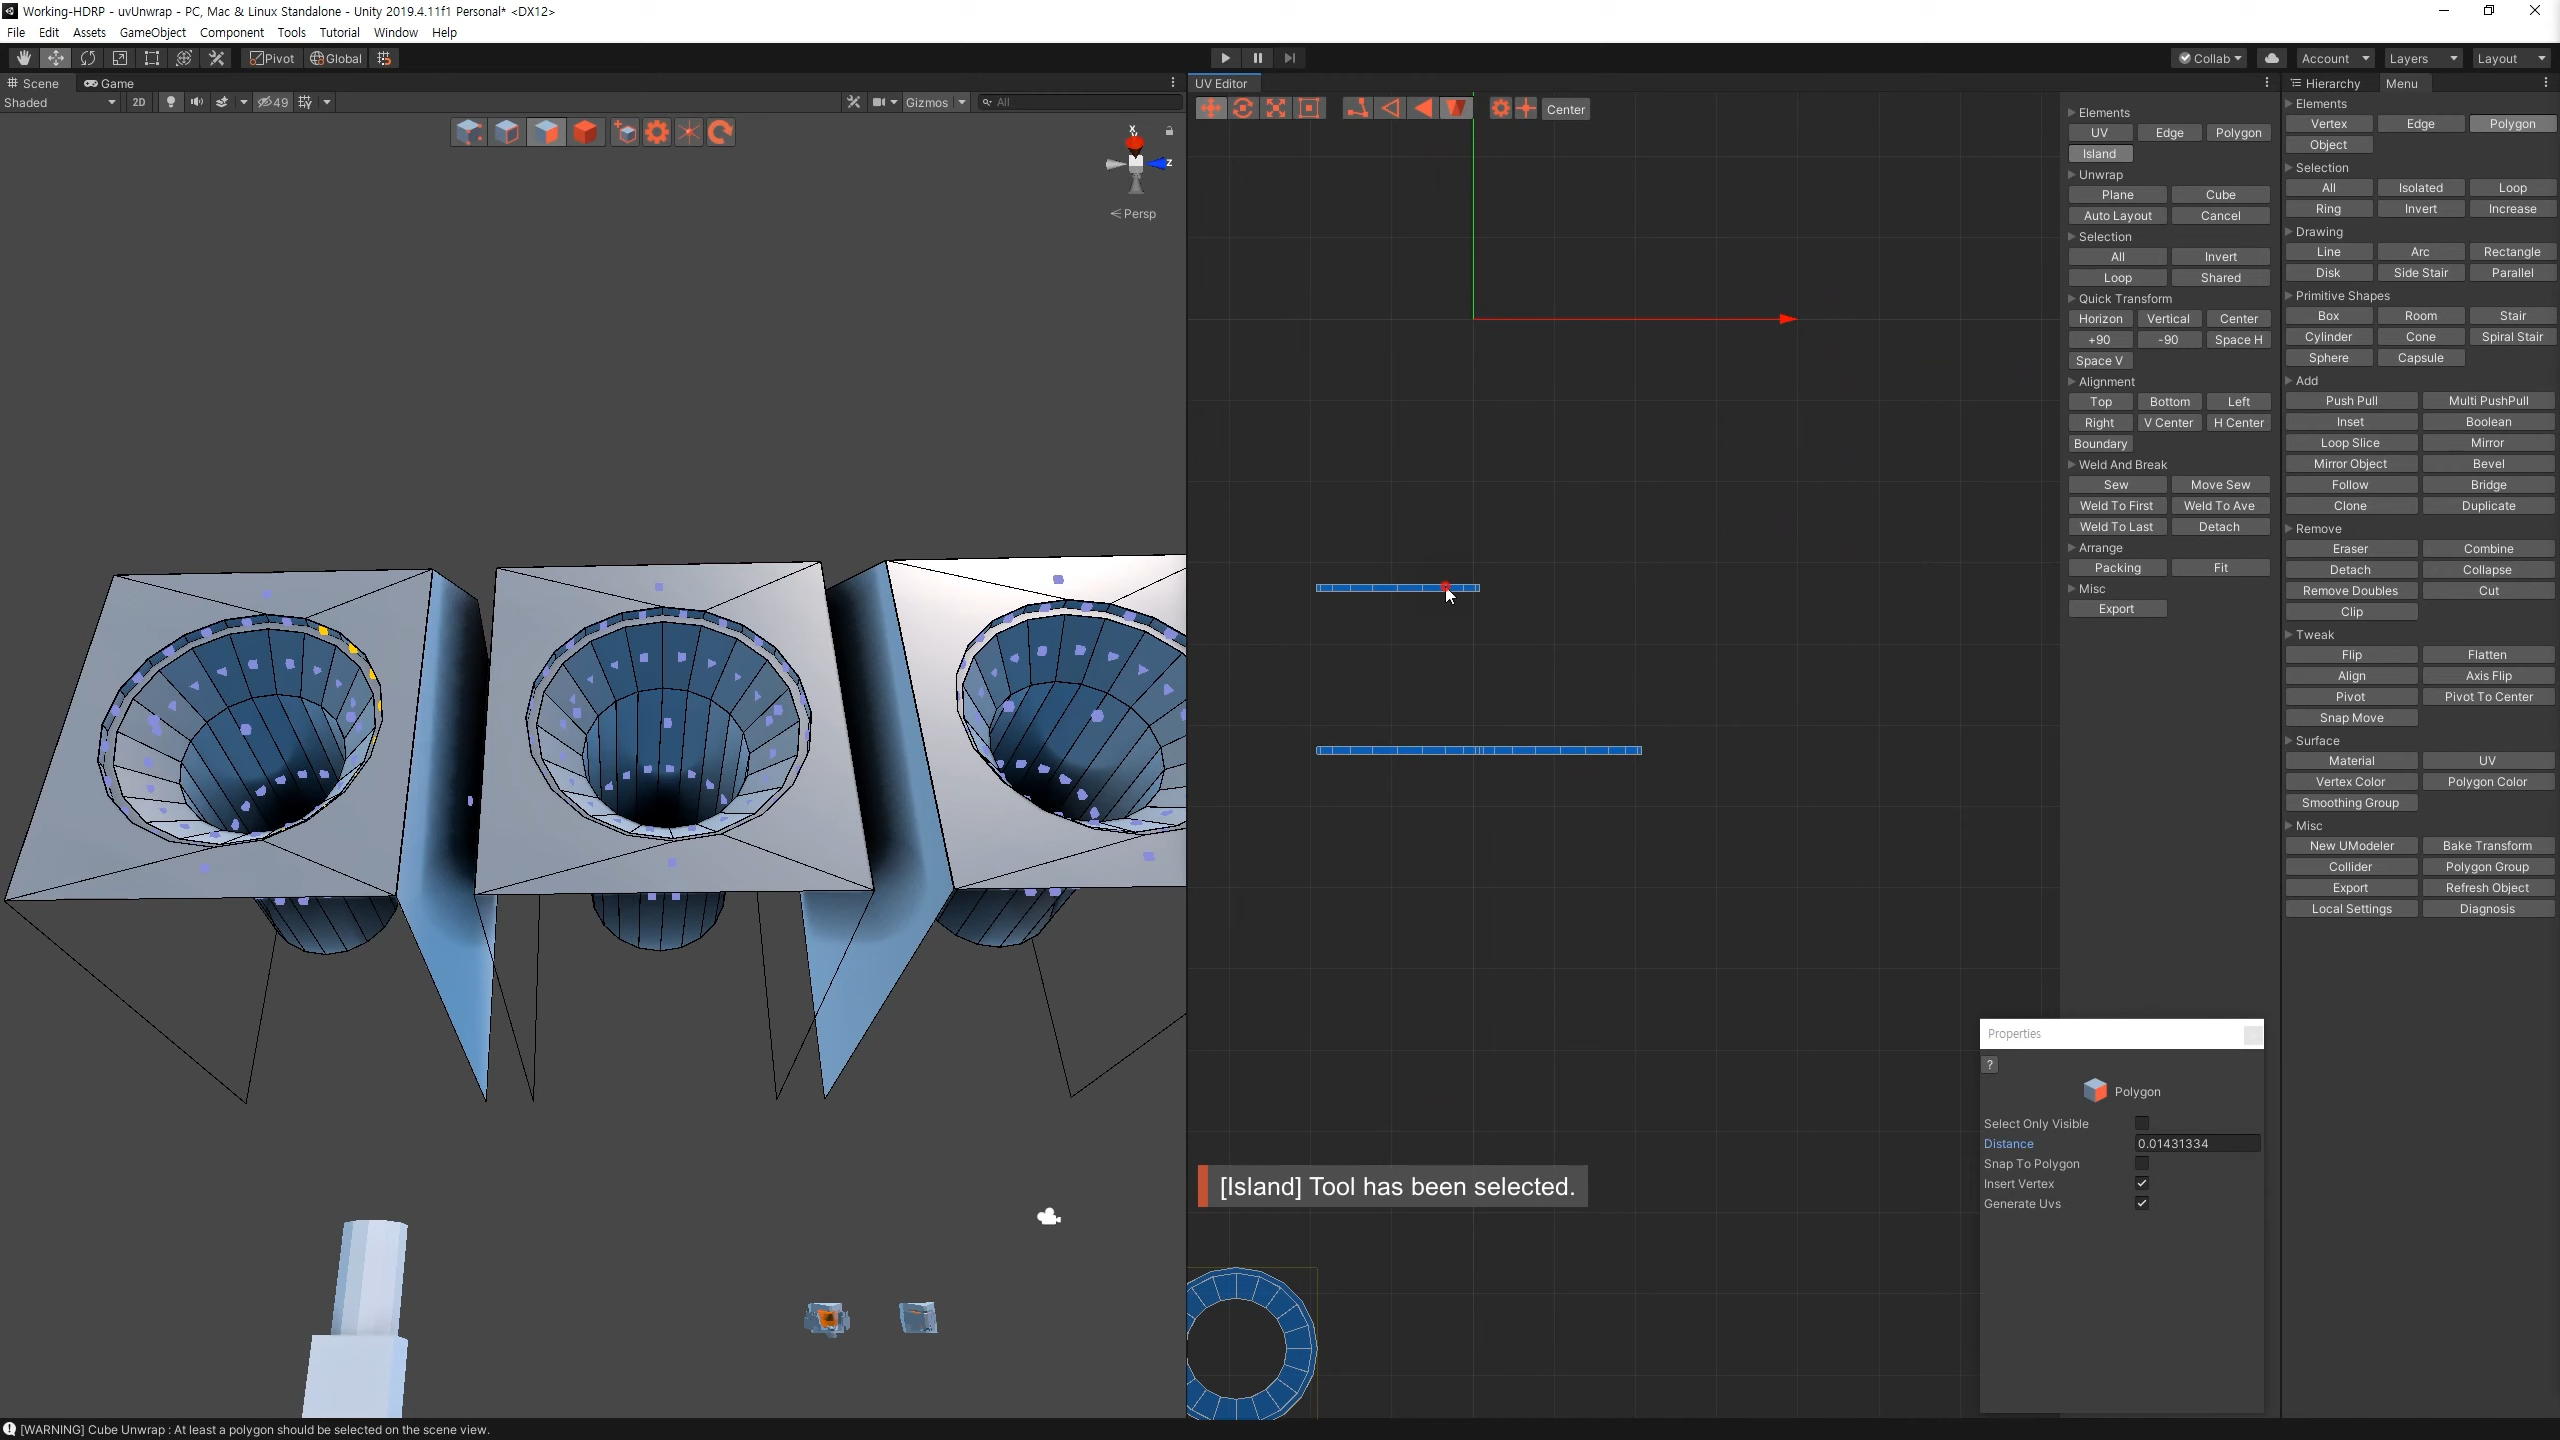 Working-HDRP - uvUnwrap - PC, Mac & Linux Standalone - Unity 2019.4.11f1 Personal* <DX12>
File Edit Assets GameObject Component Tools Tutorial Window Help
Pivot Global Collab Account Layers Layout
Scene Game
Shaded 2D 49 Gizmos All
X
Z
Persp
UV Editor
Center
Elements
UV Edge Polygon
Island
Unwrap
Plane Cube
Auto Layout Cancel
Selection
All Invert
Loop Shared
Quick Transform
Horizon Vertical Center
+90 -90 Space H
Space V
Alignment
Top Bottom Left
Right V Center H Center
Boundary
Weld And Break
Sew Move Sew
Weld To First Weld To Ave
Weld To Last Detach
Arrange
Packing Fit
Misc
Export
Hierarchy Menu
Elements
Vertex Edge Polygon
Object
Selection
All Isolated Loop
Ring Invert Increase
Drawing
Line Arc Rectangle
Disk Side Stair Parallel
Primitive Shapes
Box Room Stair
Cylinder Cone Spiral Stair
Sphere Capsule
Add
Push Pull Multi PushPull
Inset Boolean
Loop Slice Mirror
Mirror Object Bevel
Follow Bridge
Clone Duplicate
Remove
Eraser Combine
Detach Collapse
Remove Doubles Cut
Clip
Tweak
Flip Flatten
Align Axis Flip
Pivot Pivot To Center
Snap Move
Surface
Material UV
Vertex Color Polygon Color
Smoothing Group
Misc
New UModeler Bake Transform
Collider Polygon Group
Export Refresh Object
Local Settings Diagnosis
Properties
?
Polygon
Select Only Visible
Distance 0.01431334
Snap To Polygon
Insert Vertex
Generate Uvs
[Island] Tool has been selected.
[WARNING] Cube Unwrap : At least a polygon should be selected on the scene view.